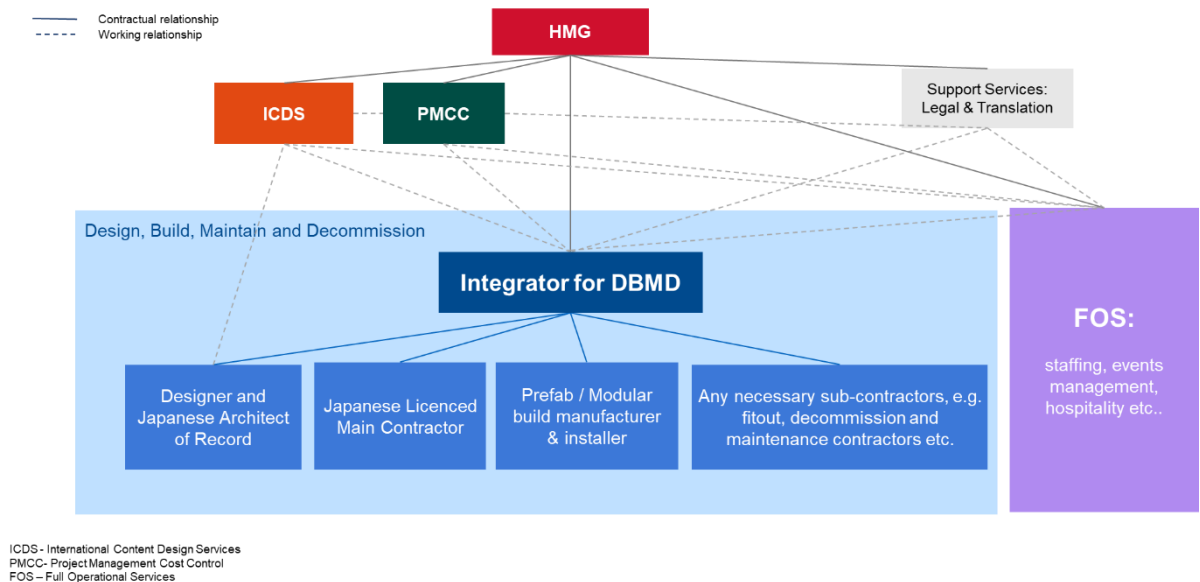 Contractual relationship
Working relationship
HMG
ICDS
PMCC
Support Services:
Legal & Translation
Design, Build, Maintain and Decommission
Integrator for DBMD
FOS:
staffing, events
management,
hospitality etc..
Designer and
Japanese Architect
of Record
Japanese Licenced
Main Contractor
Prefab / Modular
build manufacturer
& installer
Any necessary sub-contractors, e.g.
fitout, decommission and
maintenance contractors etc.
ICDS - International Content Design Services
PMCC- Project Management Cost Control
FOS – Full Operational Services